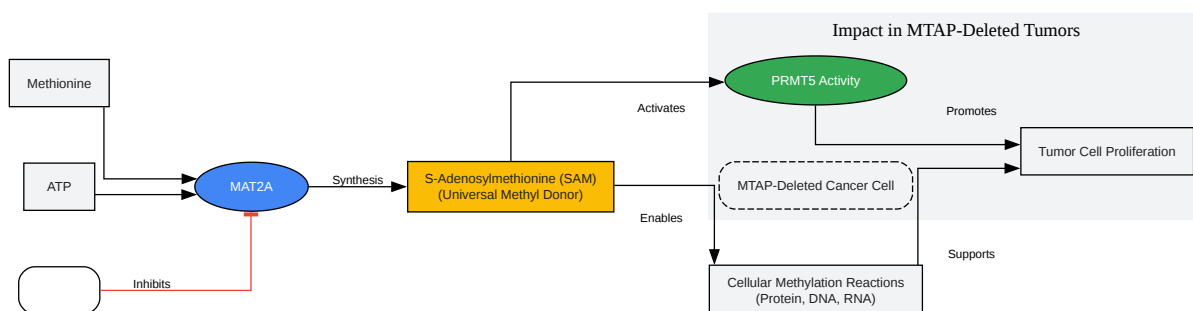 Impact in MTAP-Deleted Tumors
Methionine
PRMT5 Activity
Activates
Promotes
Tumor Cell Proliferation
ATP
MAT2A
Synthesis
S-Adenosylmethionine (SAM)
(Universal Methyl Donor)
MTAP-Deleted Cancer Cell
Enables
Supports
Inhibits
Cellular Methylation Reactions
(Protein, DNA, RNA)